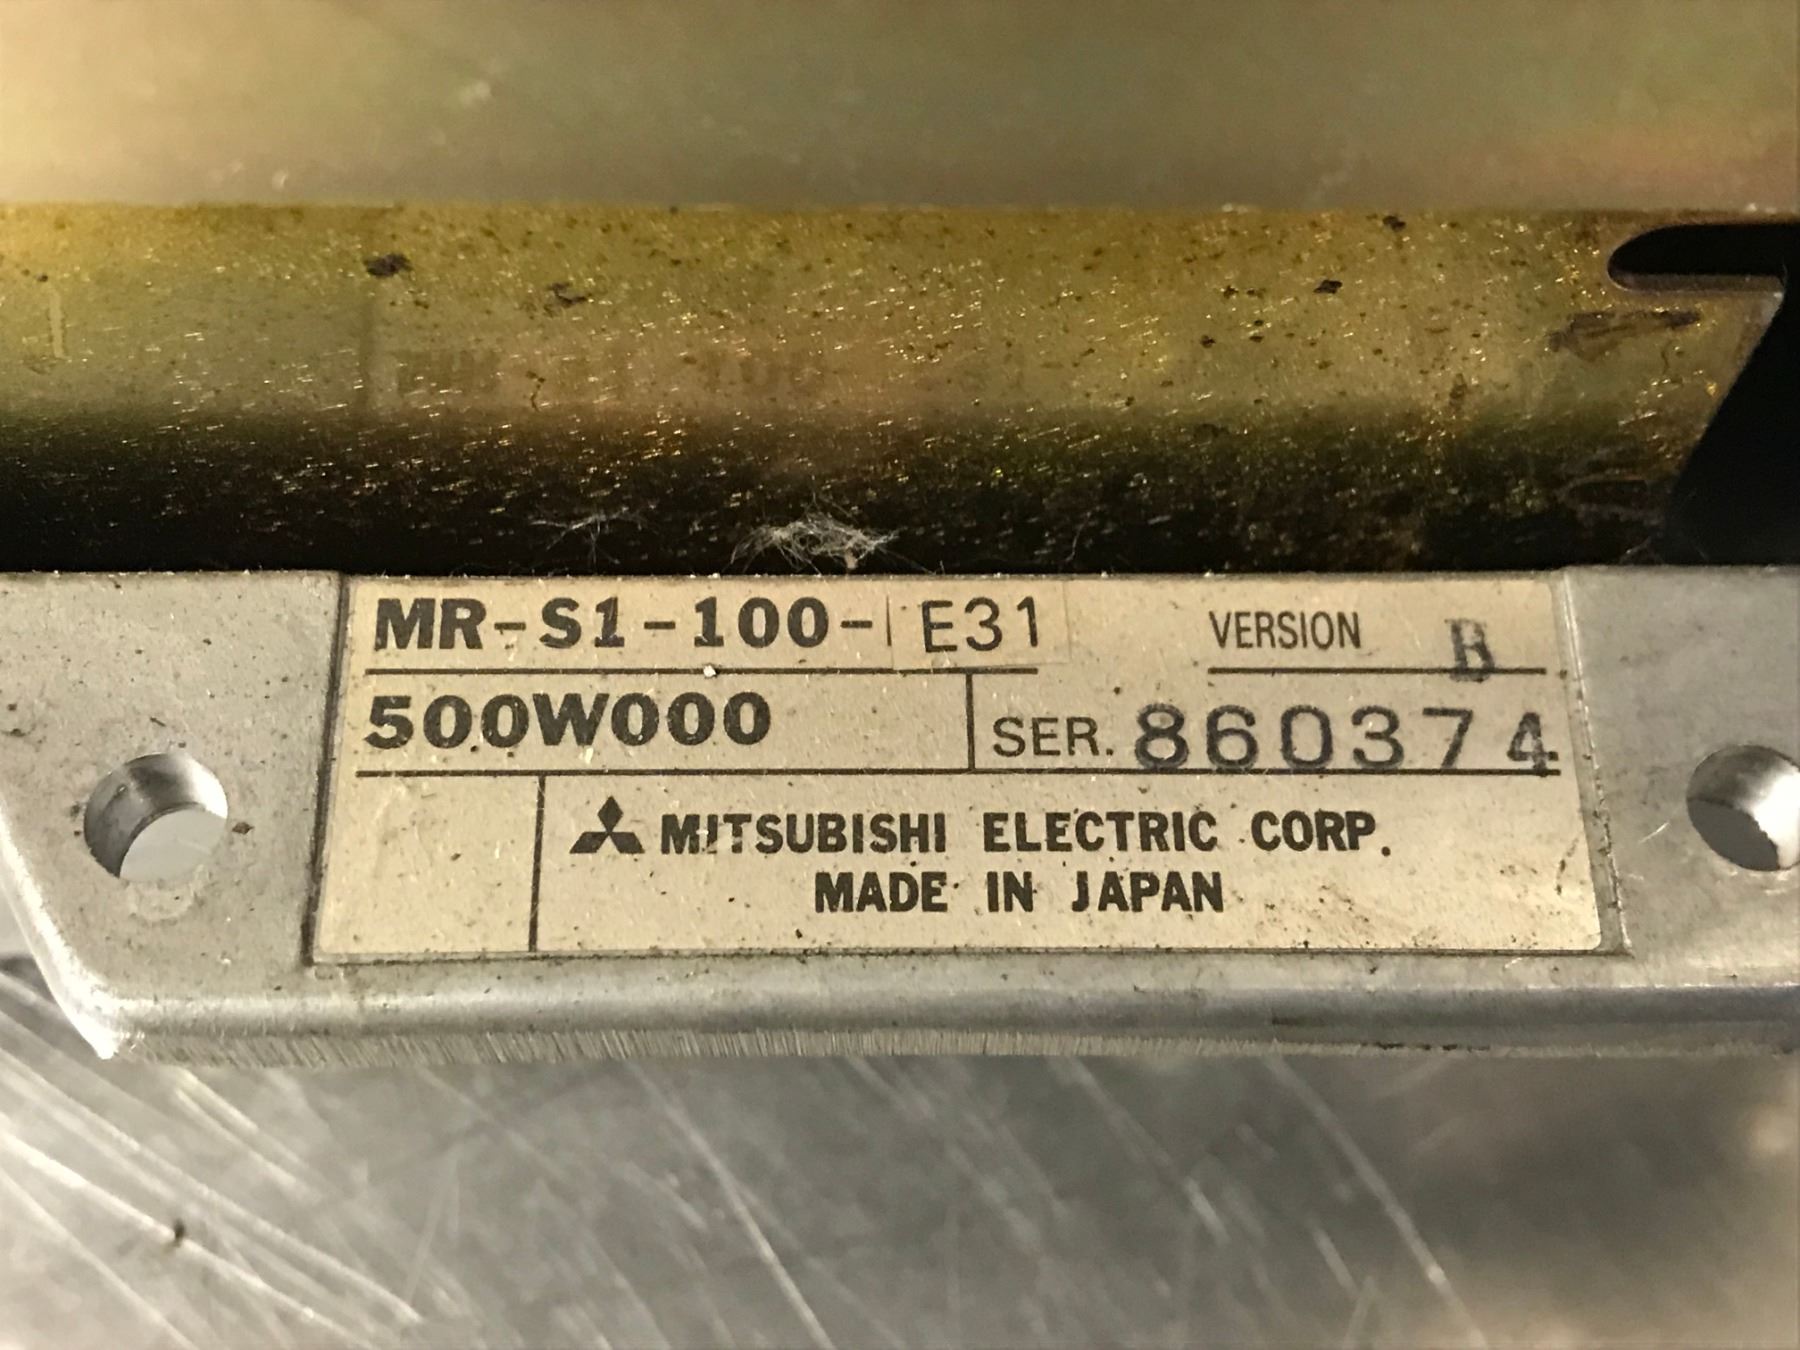 MR-S1-100-E31 VERSION B
500W000 SER. 860374
MITSUBISHI ELECTRIC CORP.
MADE IN JAPAN